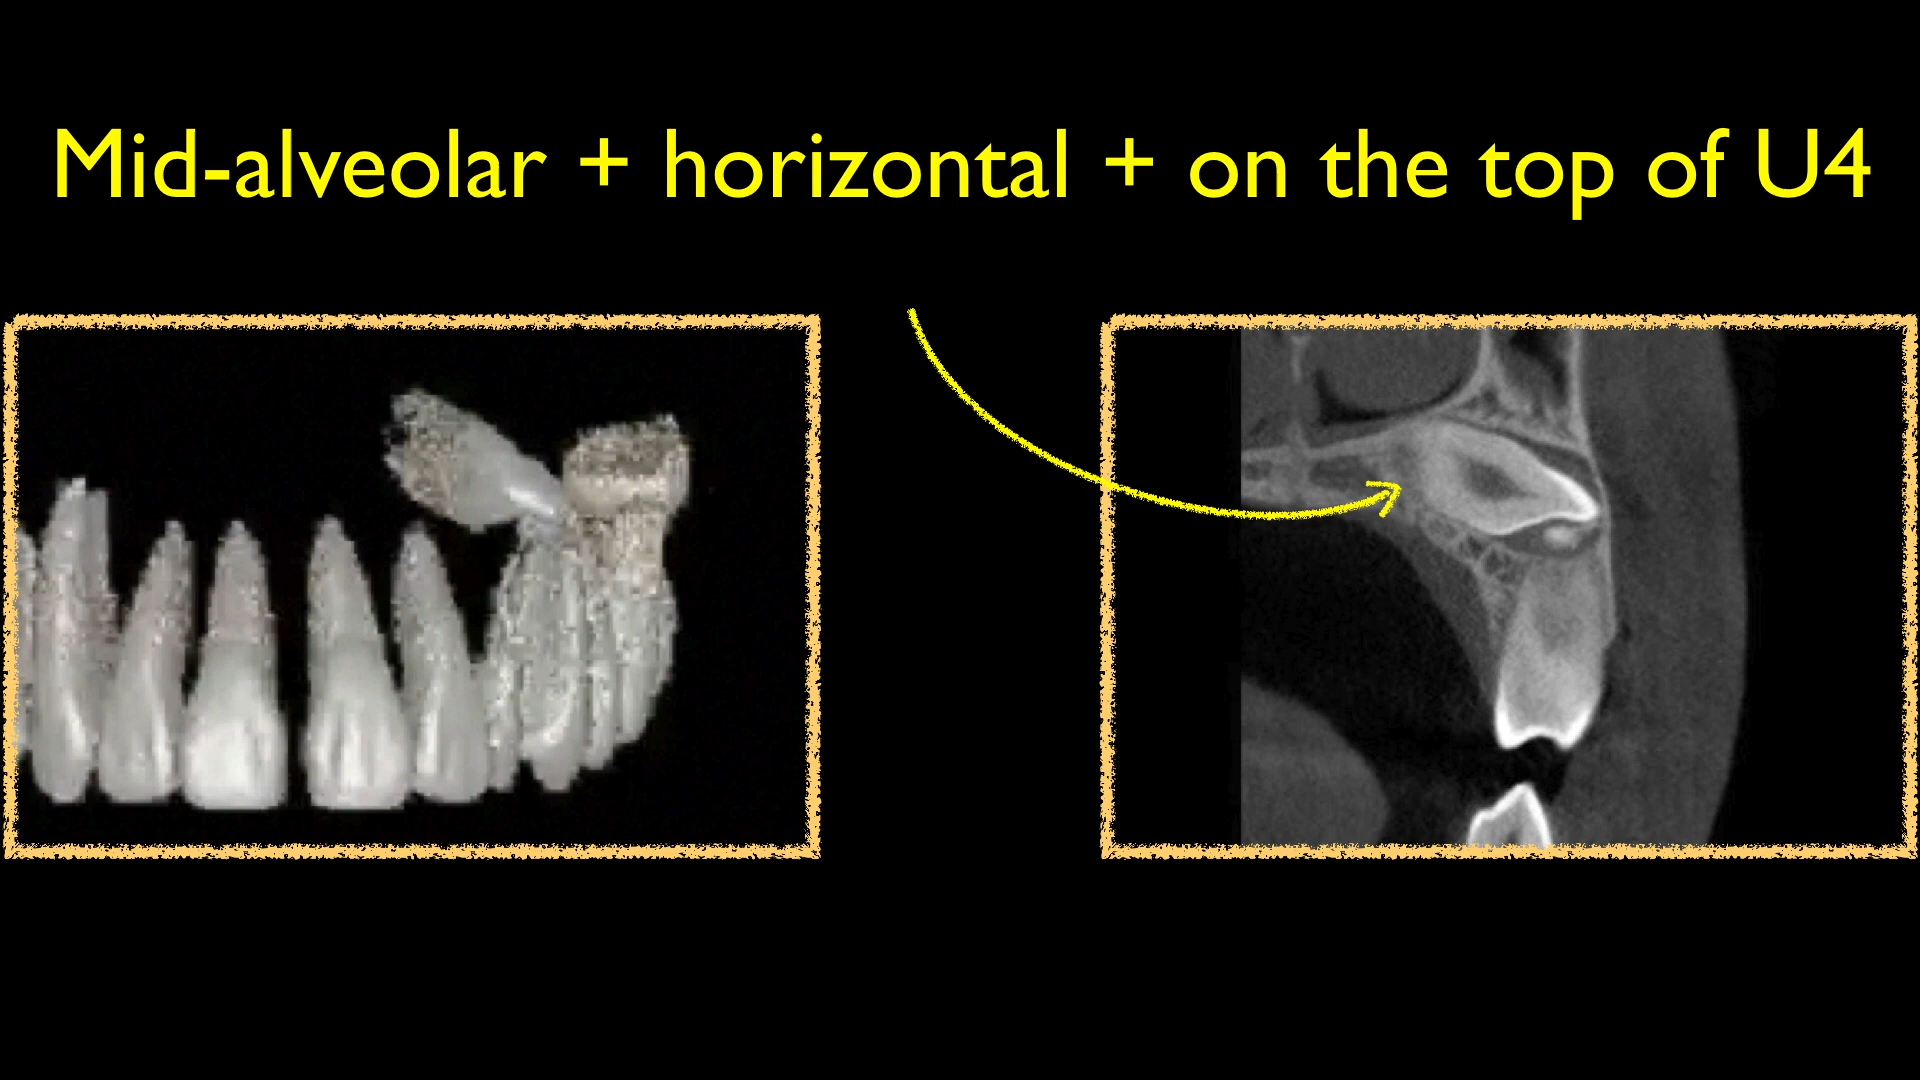 Mid-alveolar + horizontal + on the top of U4